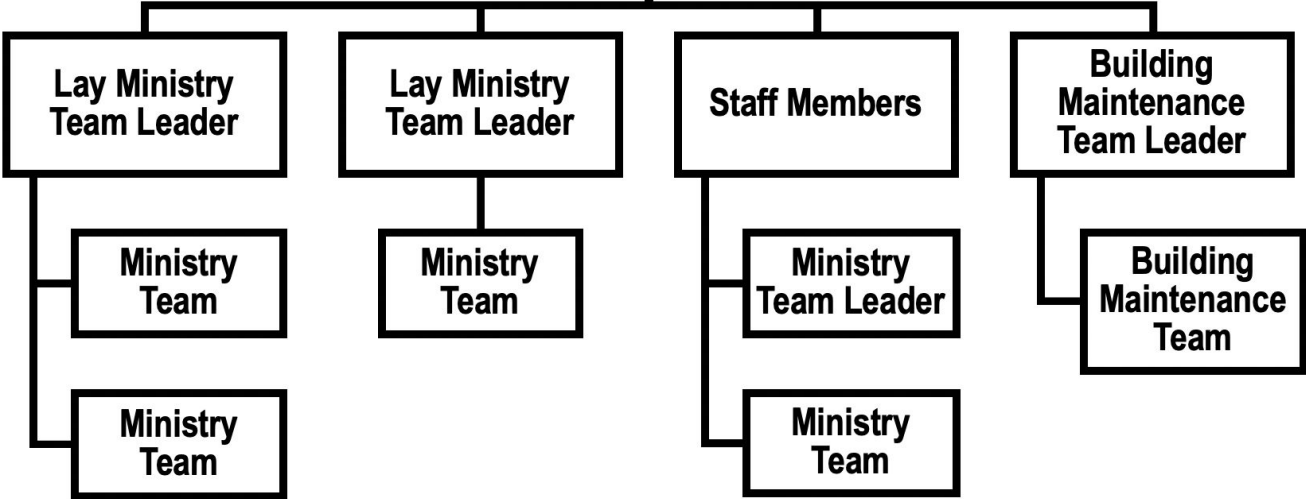 Lay Ministry
Team Leader
Lay Ministry
Team Leader
Staff Members
Building
Maintenance
Team Leader
Ministry
Team
Ministry
Team
Ministry
Team
Ministry
Team Leader
Ministry
Team
Building
Maintenance
Team